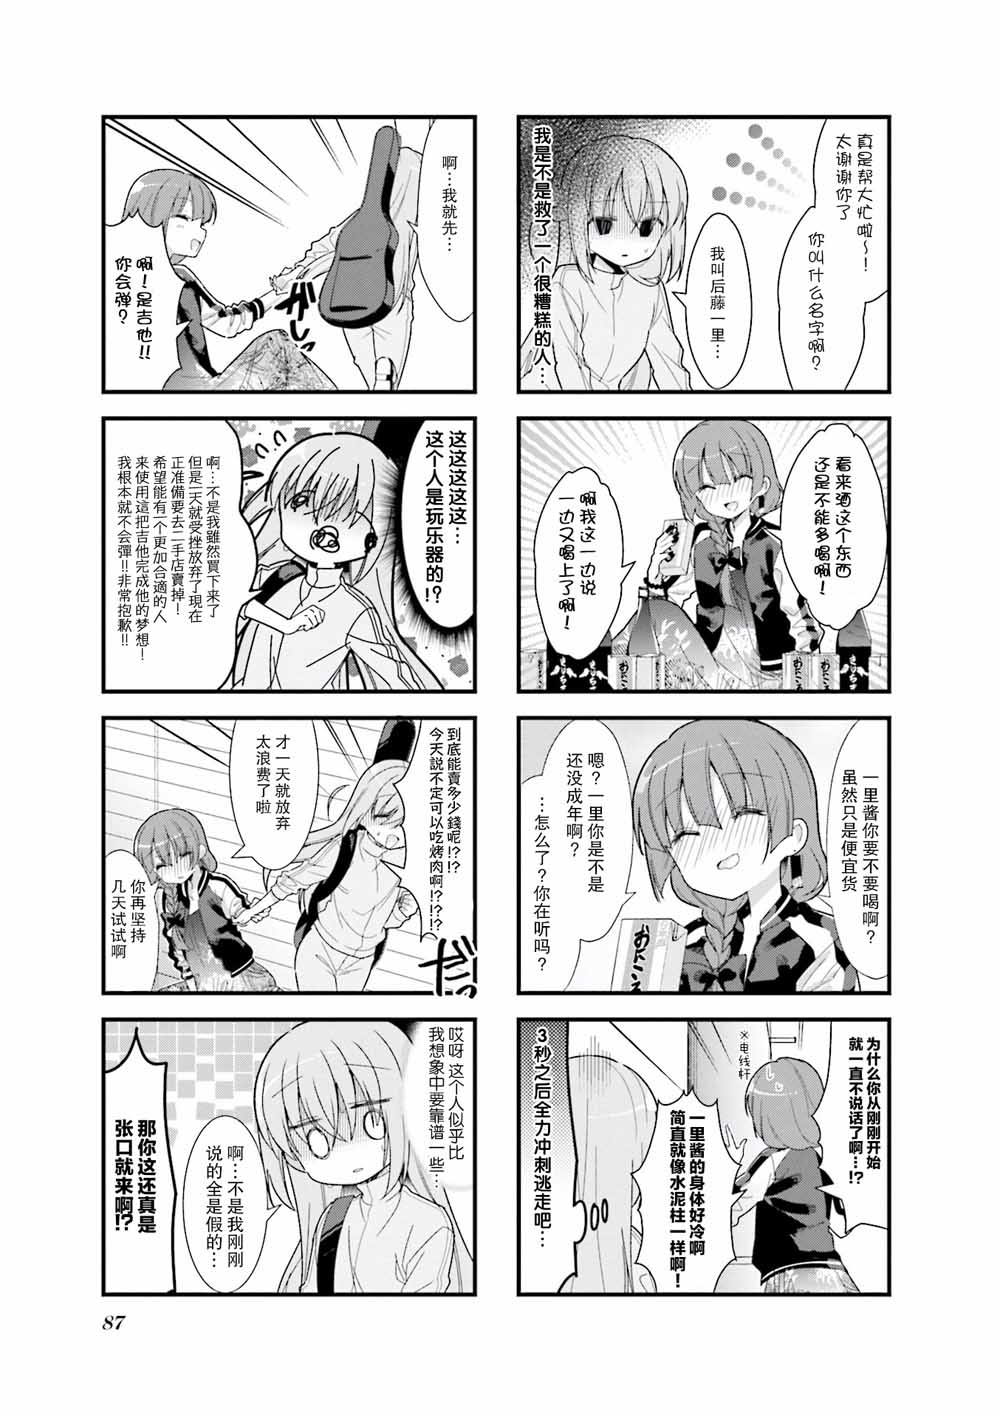 真是帮大忙啦～！
太谢谢你了
你叫什么名字啊？
我叫后藤一里…
我是不是救了一个很糟糕的人…
看来酒这个东西
还是不能多喝啊！
啊我这一边说
一边又喝上了啊！
おにころ
一里酱你要不要喝啊？
虽然只是便宜货
嗯？一里你是不是
还没成年啊？
…怎么了？你在听吗？
おにころ
为什么你从刚刚开始
就一直不说话了啊…!?
※电线杆
一里酱的身体好冷啊
简直就像水泥柱一样啊！
3秒之后全力冲刺逃走吧…
啊…我就先…
啊！是吉他!!
你会弹？
这这这这这…
这个人是玩乐器的!?
啊…不是我雖然買下来了
但是一天就受挫放弃了現在
正准備要去二手店賣掉！
希望能有一个更加合適的人
来使用這把吉他完成他的梦想！
我根本就不会彈!!非常抱歉!!
到底能賣多少錢呢!?!?
今天説不定可以吃烤肉啊!?!?!?
才一天就放弃
太浪费了啦
你再坚持
几天试试啊
だっ
哎呀 这个人似乎比
我想象中要靠谱一些…
啊…不是我刚刚
说的全是假的…
那你这还真是
张口就来啊!?
87